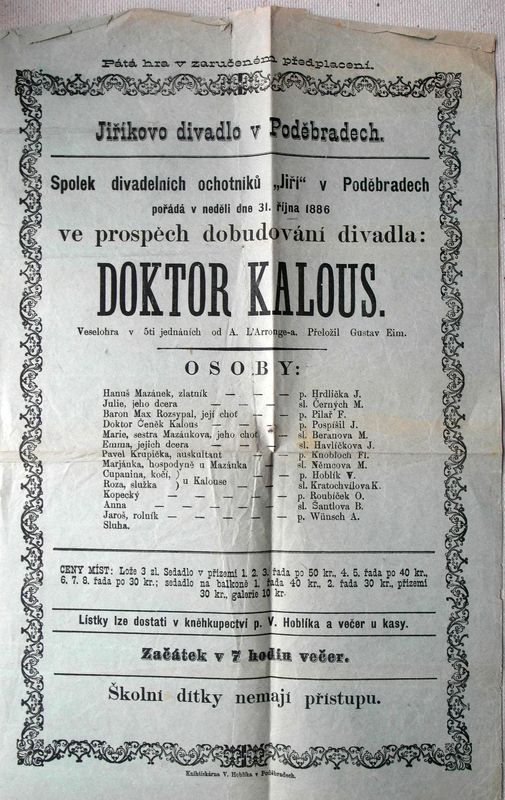 Pátá hra v zaručeném předplacení.
Jiříkovo divadlo v Poděbradech.
Spolek divadelních ochotníků „Jiří“ v Poděbradech
pořádá v neděli dne 31. října 1886
ve prospěch dobudování divadla:
DOKTOR KALOUS.
Veselohra v 5ti jednáních od A. L'Arronge-a. Přeložil Gustav Eim.
OSOBY:
Hanuš Mazánek, zlatník — — — p. Hrdlička J.
Julie, jeho dcera — — — — sl. Černých M.
Baron Max Rozsypal, její choť — — p. Pilař F.
Doktor Čeněk Kalous — — — — p. Pospíšil J.
Marie, sestra Mazánkova, jeho choť — sl. Beranova M.
Emma, jejich dcera — — — — sl. Havlíčkova J.
Pavel Krupička, auskultant — — p. Knobloch Fl.
Marjánka, hospodyně u Mazánka — — sl. Němcova M.
Cupanina, kočí, ) u Kalouse — — — p. Hoblík V.
Roza, služka ) sl. Kratochvílova K.
Kopecký — — — — — — p. Roubíček O.
Anna — — — — — — sl. Šantlova B.
Jaroš, rolník — — — — — p. Wünsch A.
Sluha.
CENY MÍST: Lože 3 zl. Sedadlo v přízemí 1. 2. 3. řada po 50 kr., 4. 5. řada po 40 kr.,
6. 7. 8. řada po 30 kr.; sedadlo na balkoně 1. řada 40 kr., 2. řada 30 kr., přízemí
30 kr., galerie 10 kr.
Lístky lze dostati v kněhkupectví p. V. Hoblíka a večer u kasy.
Začátek v 7 hodin večer.
Školní dítky nemají přístupu.
Knihtiskárna V. Hoblíka v Poděbradech.